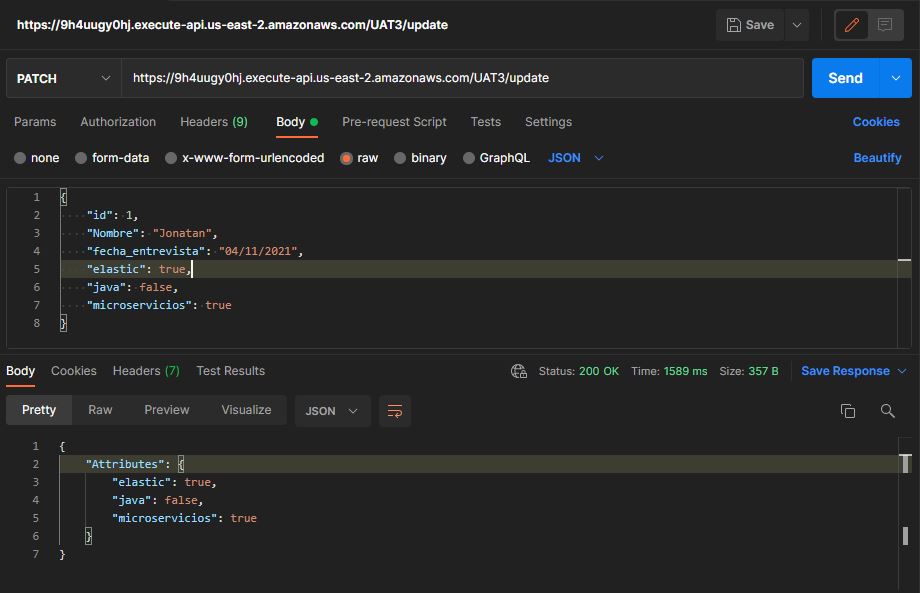 https://9h4uugy0hj.execute-api.us-east-2.amazonaws.com/UAT3/update Save
PATCH https://9h4uugy0hj.execute-api.us-east-2.amazonaws.com/UAT3/update Send
Params Authorization Headers (9) Body Pre-request Script Tests Settings Cookies
none form-data x-www-form-urlencoded raw binary GraphQL JSON Beautify
1 {
2 "id": 1,
3 "Nombre": "Jonatan",
4 "fecha_entrevista": "04/11/2021",
5 "elastic": true,
6 "java": false,
7 "microservicios": true
8 }
Body Cookies Headers (7) Test Results Status: 200 OK Time: 1589 ms Size: 357 B Save Response
Pretty Raw Preview Visualize JSON
1 {
2 "Attributes": {
3 "elastic": true,
4 "java": false,
5 "microservicios": true
6 }
7 }